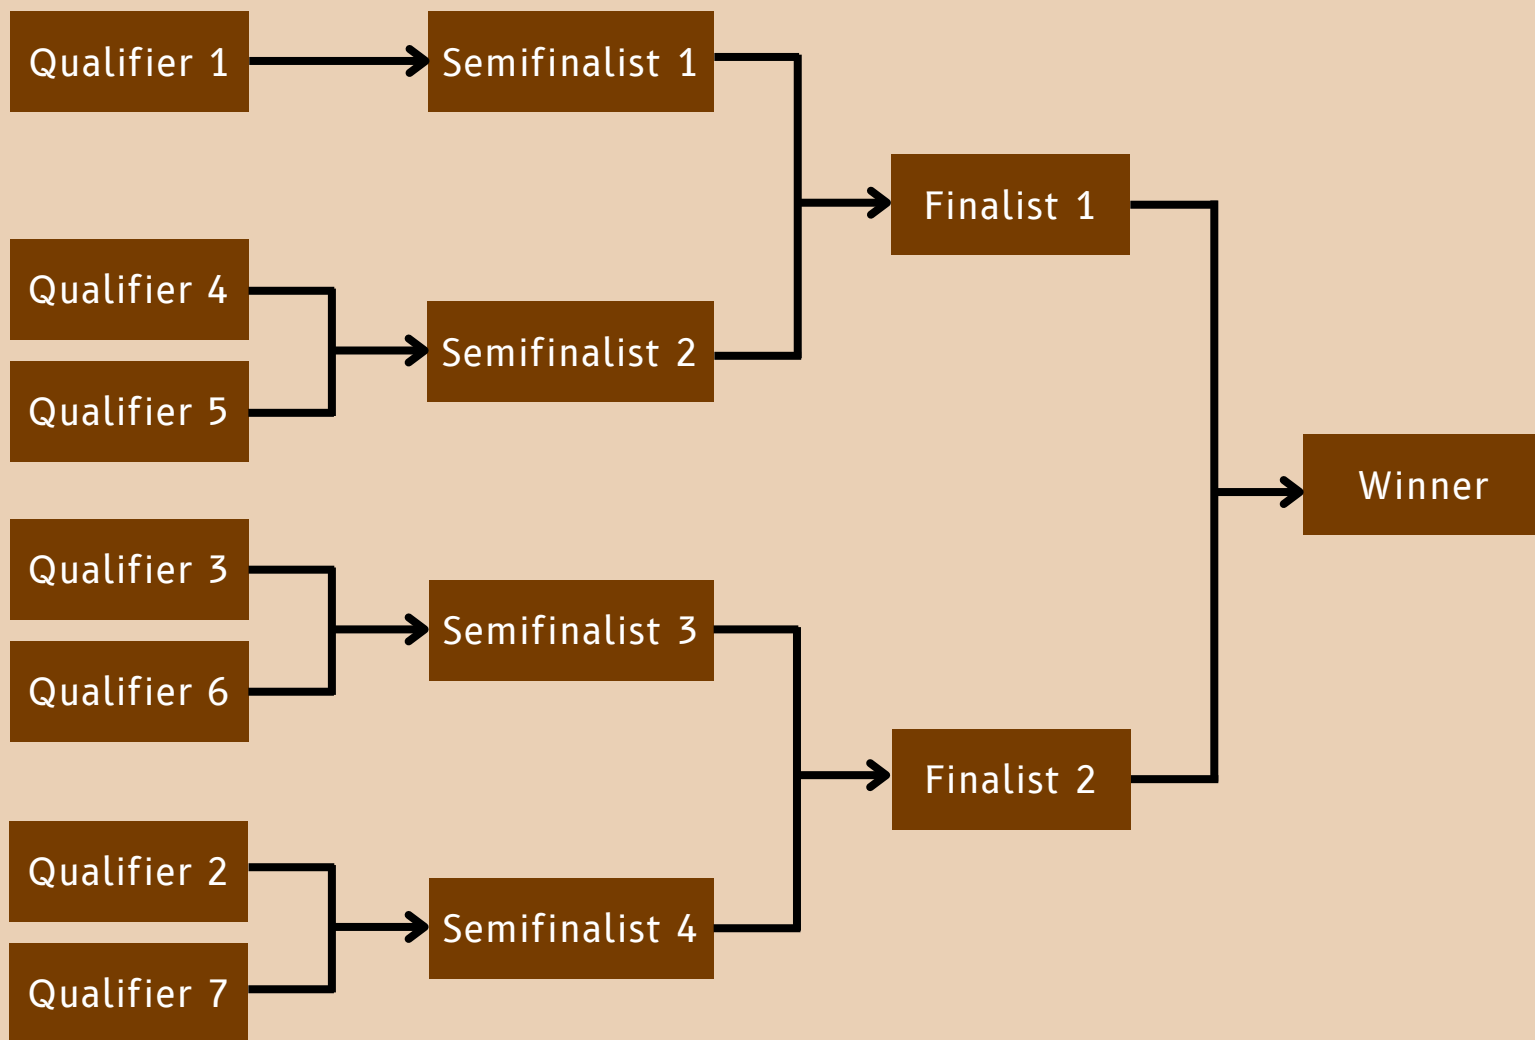 Qualifier 1
Semifinalist 1
Finalist 1
Qualifier 4
Semifinalist 2
Qualifier 5
Winner
Qualifier 3
Semifinalist 3
Qualifier 6
Finalist 2
Qualifier 2
Semifinalist 4
Qualifier 7